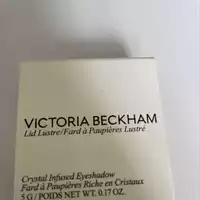 VICTORIA BECKHAM
Lid Lustre/Fard à Paupières Lustré
Crystal Infused Eyeshadow
Fard à Paupières Riche en Cristaux
5 G / POIDS NET WT. 0.17 OZ.